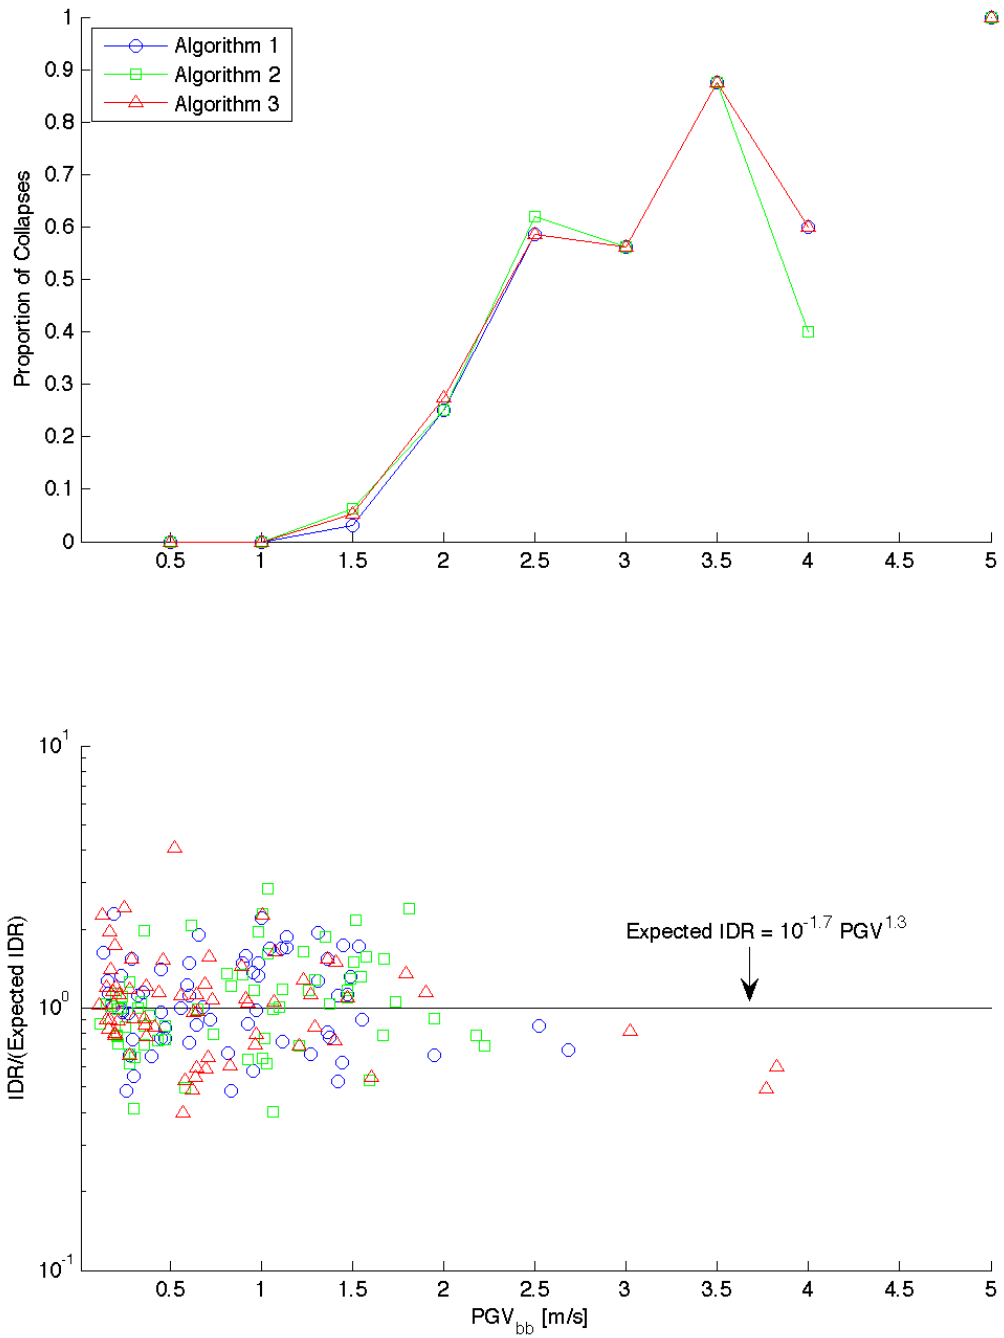 1
0.9
0.8
0.7
0.6
0.5
0.4
0.3
0.2
0.1
0
Proportion of Collapses
Algorithm 1
Algorithm 2
Algorithm 3
0.5 1 1.5 2 2.5 3 3.5 4 4.5 5
10^1
10^0
10^-1
IDR/(Expected IDR)
Expected IDR = 10^-1.7 PGV^1.3
0.5 1 1.5 2 2.5 3 3.5 4 4.5 5
PGV_bb [m/s]